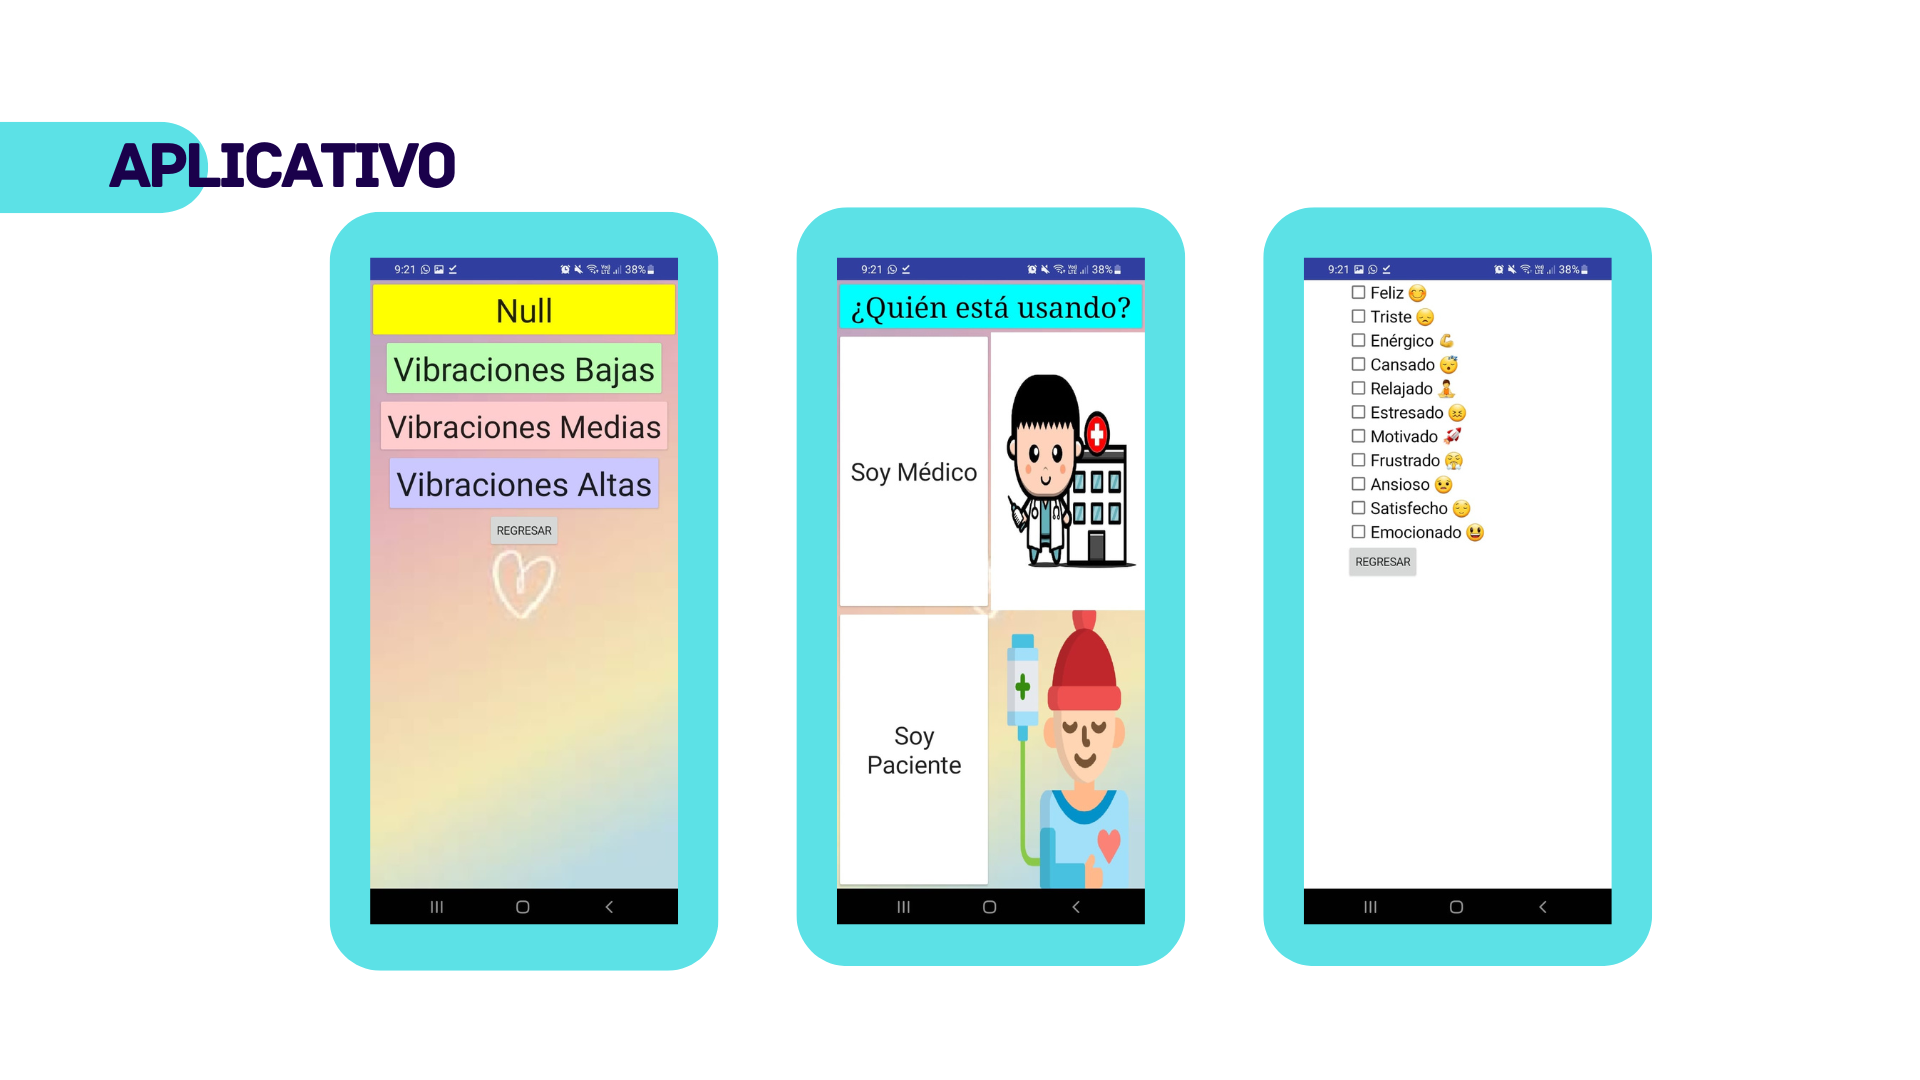 APLICATIVO
9:21 38%
Null
Vibraciones Bajas
Vibraciones Medias
Vibraciones Altas
REGRESAR
9:21 38%
¿Quién está usando?
Soy Médico
Soy
Paciente
9:21 38%
Feliz 😊
Triste 😞
Enérgico 💪
Cansado 😴
Relajado 🧘
Estresado 😖
Motivado 🚀
Frustrado 😤
Ansioso 😟
Satisfecho 😌
Emocionado 😃
REGRESAR